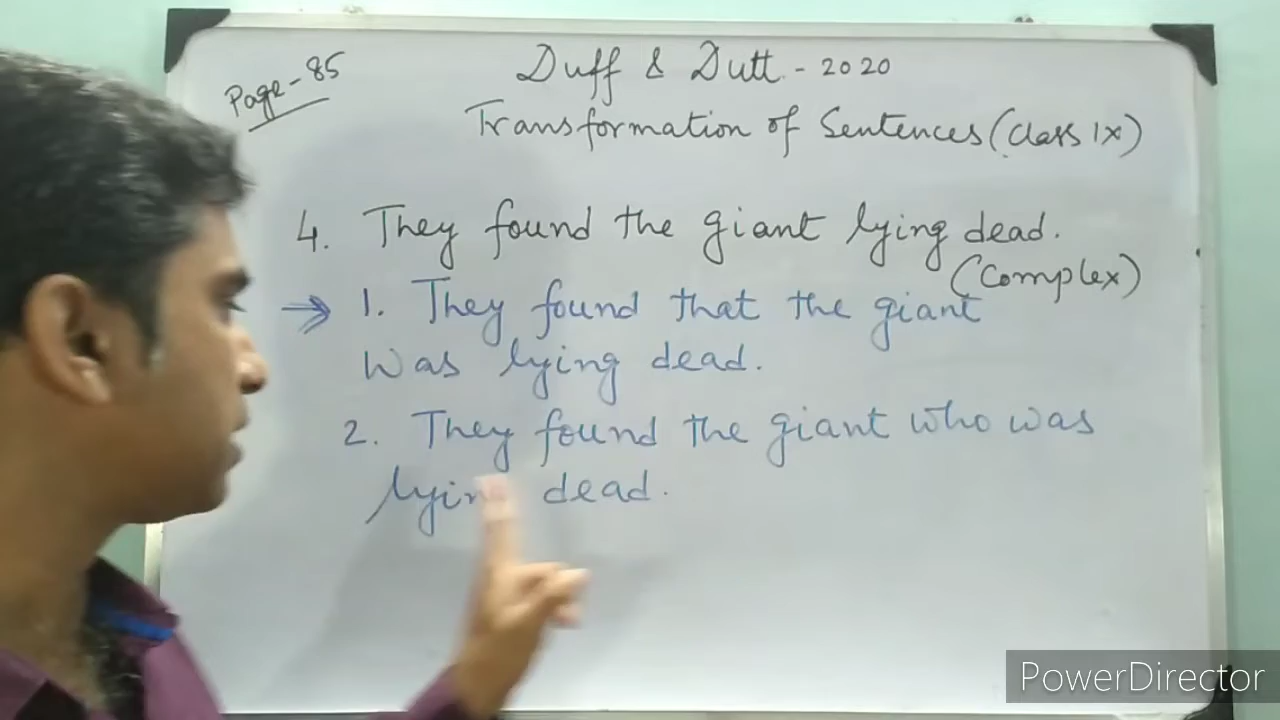 Page-85
Duff & Dutt - 2020
Transformation of Sentences (Class IX)
4. They found the giant lying dead.
(Complex)
1. They found that the giant
was lying dead.
2. They found the giant who was
lying dead.
PowerDirector